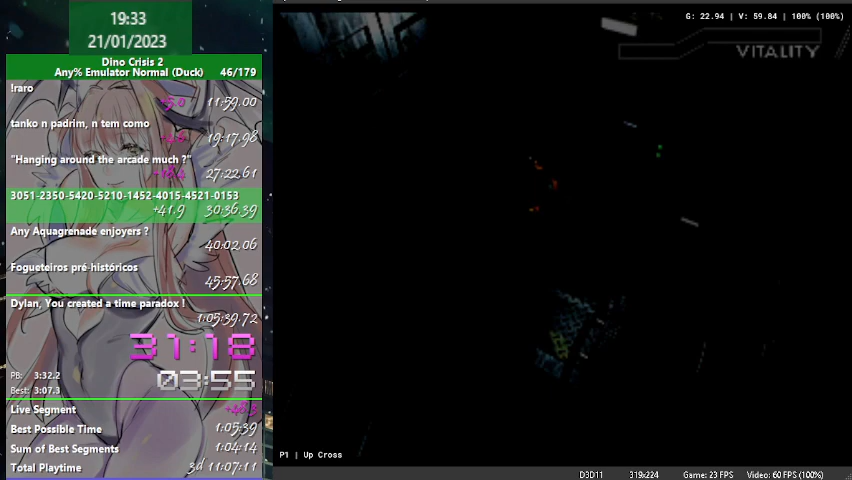 19:33
21/01/2023
Dino Crisis 2
Any% Emulator Normal (Duck) 46/179
!raro
+5.0 11:59.00
tanko n padrim, n tem como
19:17.98
"Hanging around the arcade much ?"
+18.4 27:22.61
3051-2350-5420-5210-1452-4015-4521-0153
+41.9 30:36.39
Any Aquagrenade enjoyers ?
40:02.06
Fogueteiros pré-históricos
45:57.68
Dylan, You created a time paradox !
1:05:39.72
31:18
PB: 3:32.2
03:55
Best: 3:07.3
Live Segment +48.3
Best Possible Time 1:05:39
Sum of Best Segments 1:04:14
Total Playtime 3d 11:07:11
G: 22.94 | V: 59.84 | 100% (100%)
VITALITY
P1 | Up Cross
D3D11 319x224 Game: 23 FPS Video: 60 FPS (100%)